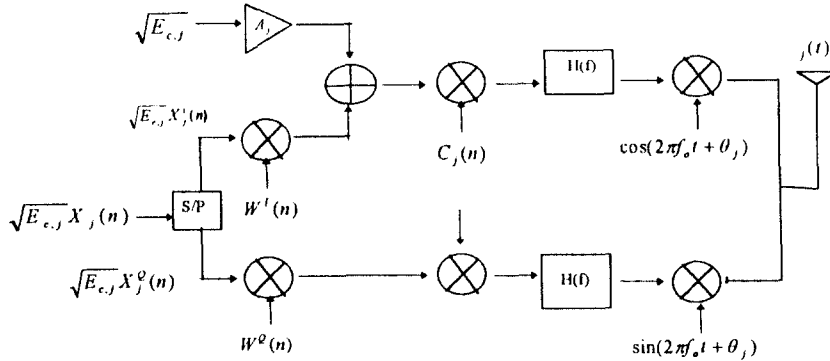 √E_{c,j}
A_j
j(t)
H(f)
√E_{c,j} X_j^I(n)
C_j(n)
cos(2πf_o t + θ_j)
S/P
W^I(n)
√E_{c,j} X_j(n)
√E_{c,j} X_j^Q(n)
H(f)
W^Q(n)
sin(2πf_o t + θ_j)